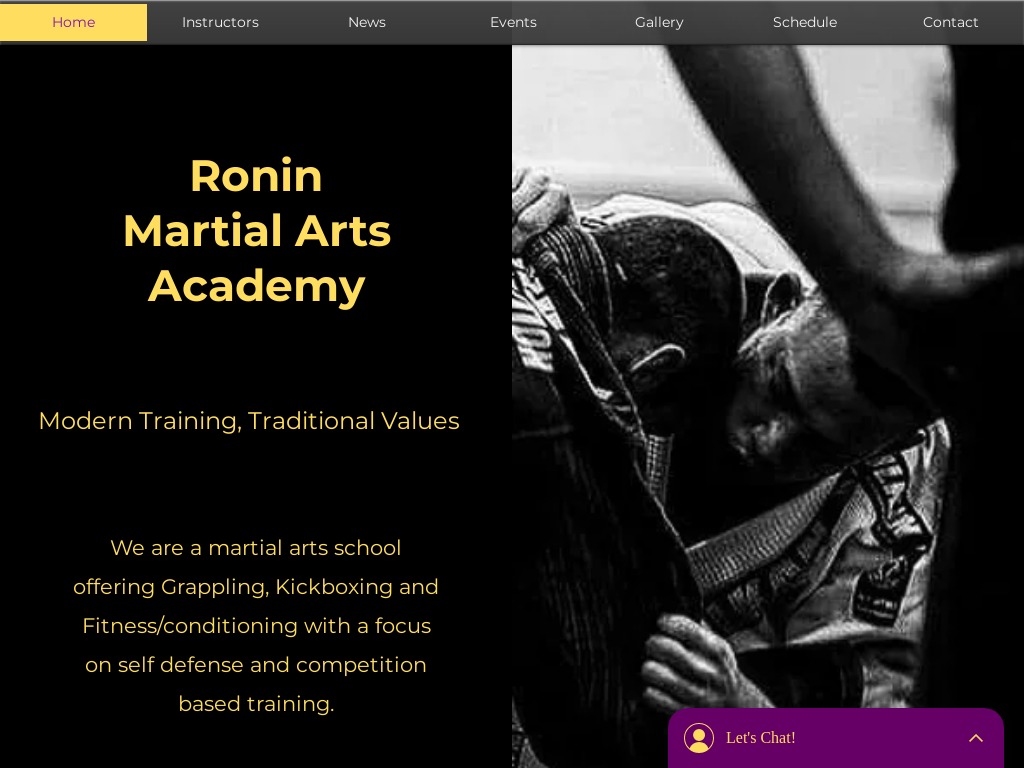 Home Instructors News Events Gallery Schedule Contact
Ronin
Martial Arts
Academy
Modern Training, Traditional Values
We are a martial arts school
offering Grappling, Kickboxing and
Fitness/conditioning with a focus
on self defense and competition
based training.
Let's Chat!